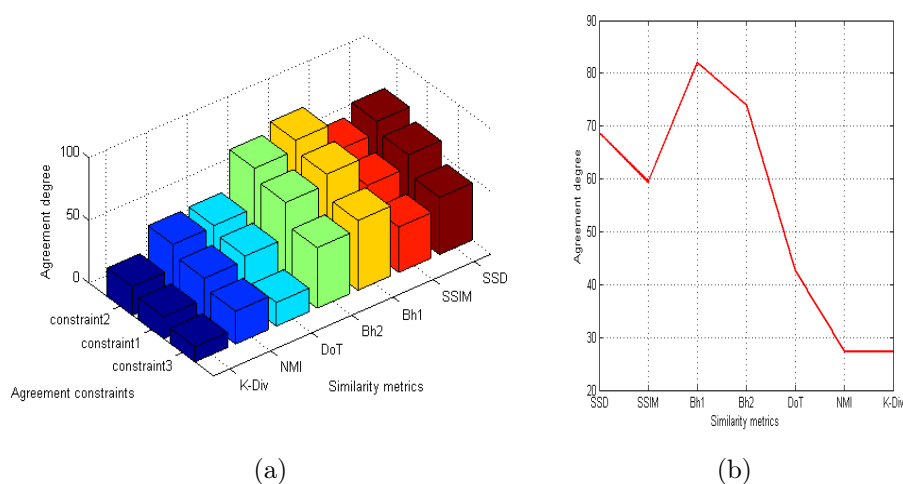 100
50
0
Agreement degree
constraint2
constraint1
constraint3
Agreement constraints
K-Div
NMI
DoT
Bh2
Bh1
SSIM
SSD
Similarity metrics
(a)
90
80
70
60
50
40
30
20
Agreement degree
SSD SSIM Bh1 Bh2 DoT NMI K-Div
Similarity metrics
(b)